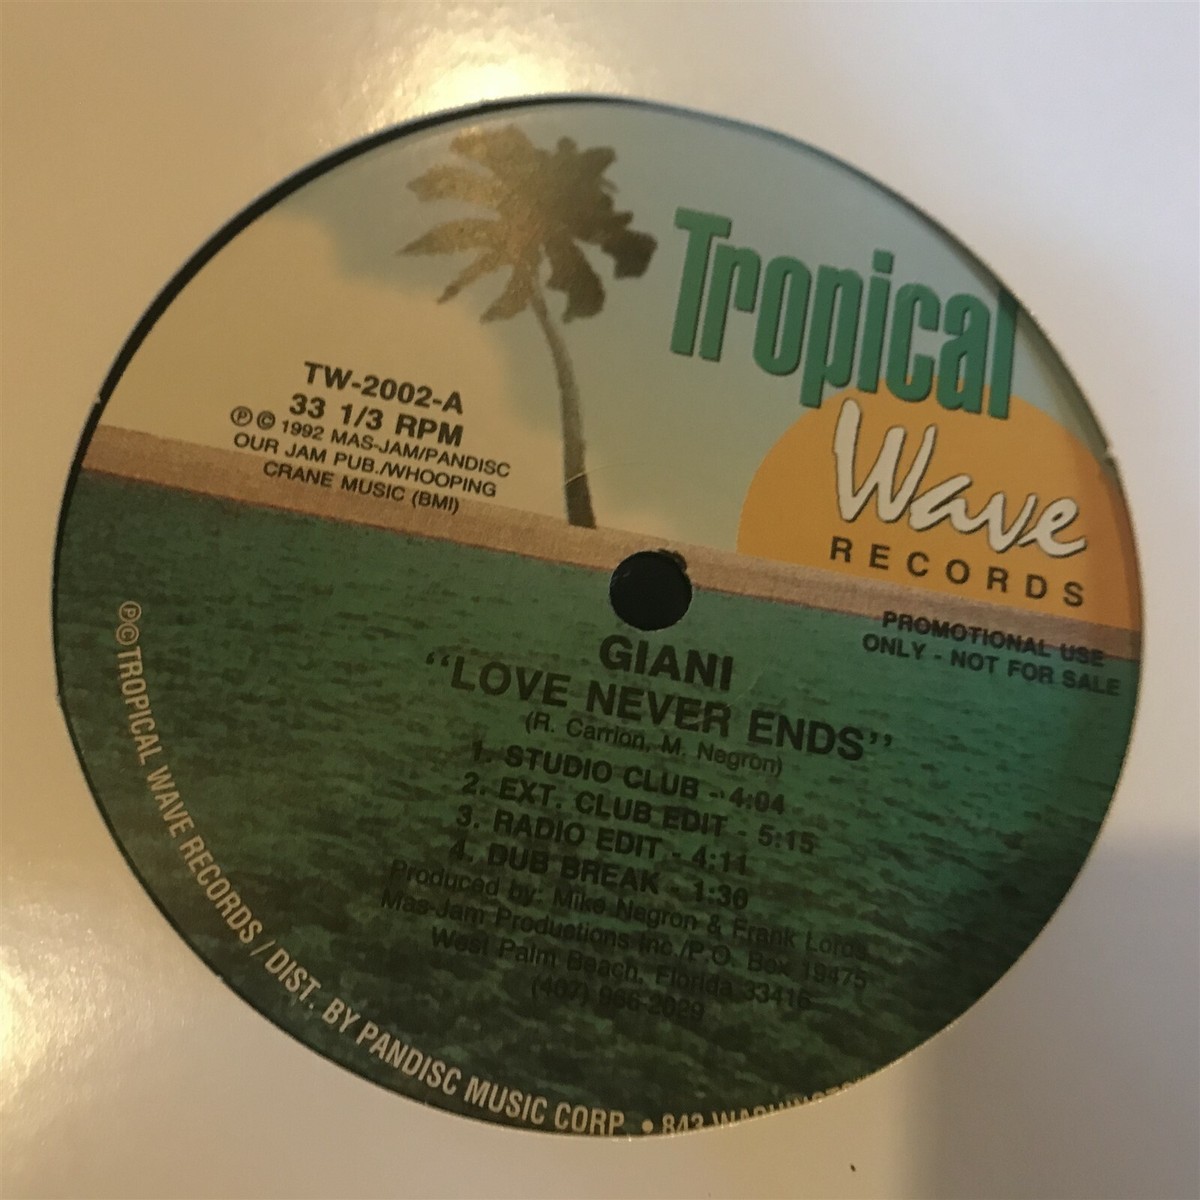 Tropical
Wave
RECORDS
TW-2002-A
33 1/3 RPM
℗ © 1992 MAS-JAM/PANDISC
OUR JAM PUB./WHOOPING
CRANE MUSIC (BMI)
PROMOTIONAL USE
ONLY - NOT FOR SALE
GIANI
"LOVE NEVER ENDS"
(R. Carrion, M. Negron)
1. STUDIO CLUB - 4:04
2. EXT. CLUB EDIT - 5:15
3. RADIO EDIT - 4:11
4. DUB BREAK - 1:30
Produced by: Mike Negron & Frank Lords
Mas-Jam Productions Inc./P.O. Box 19475
West Palm Beach, Florida 33416
(407)
℗©TROPICAL WAVE RECORDS / DIST. BY PANDISC MUSIC CORP. • 843